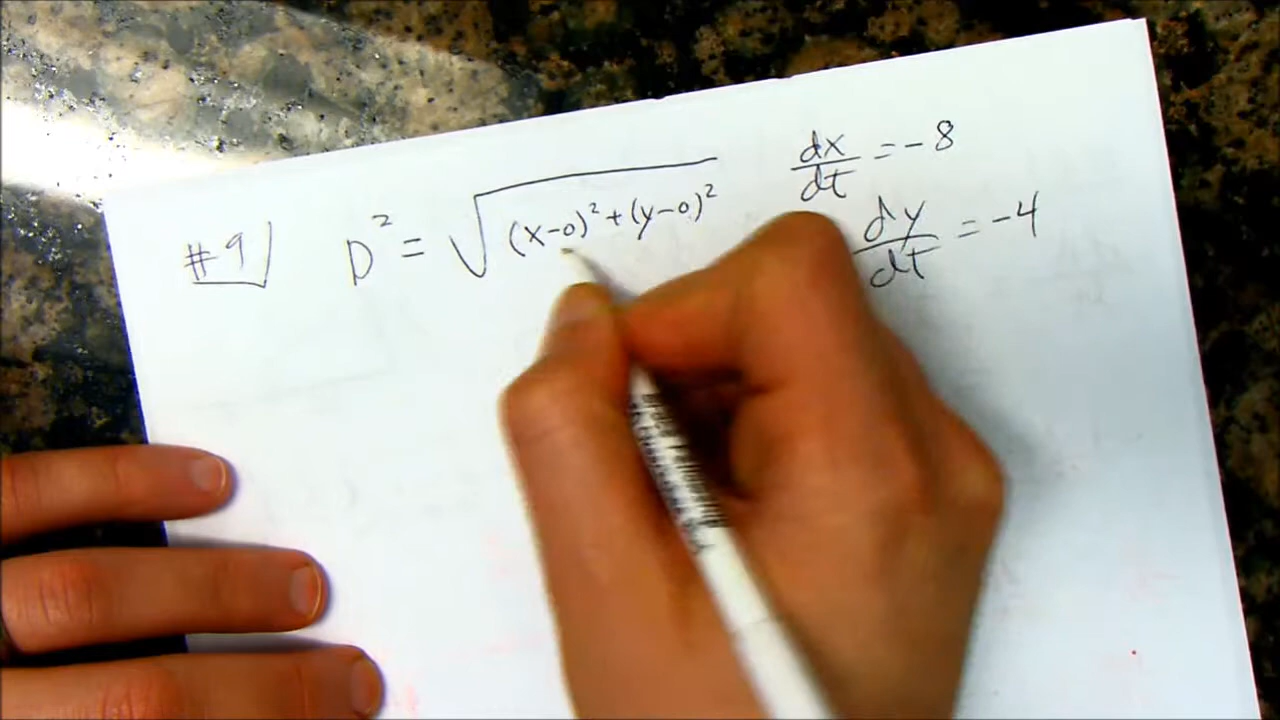 #9 D² = √((x-0)² + (y-0)²)
dx/dt = -8
dy/dt = -4